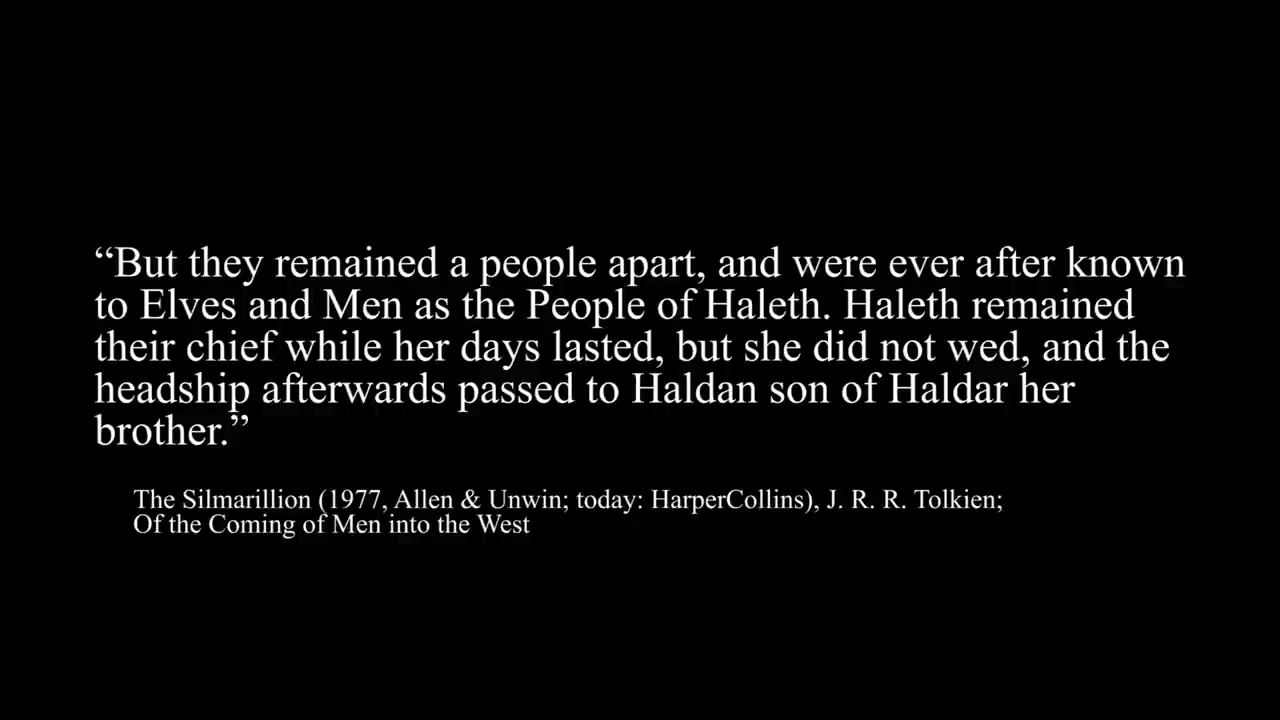 “But they remained a people apart, and were ever after known
to Elves and Men as the People of Haleth. Haleth remained
their chief while her days lasted, but she did not wed, and the
headship afterwards passed to Haldan son of Haldar her
brother.”
The Silmarillion (1977, Allen & Unwin; today: HarperCollins), J. R. R. Tolkien;
Of the Coming of Men into the West